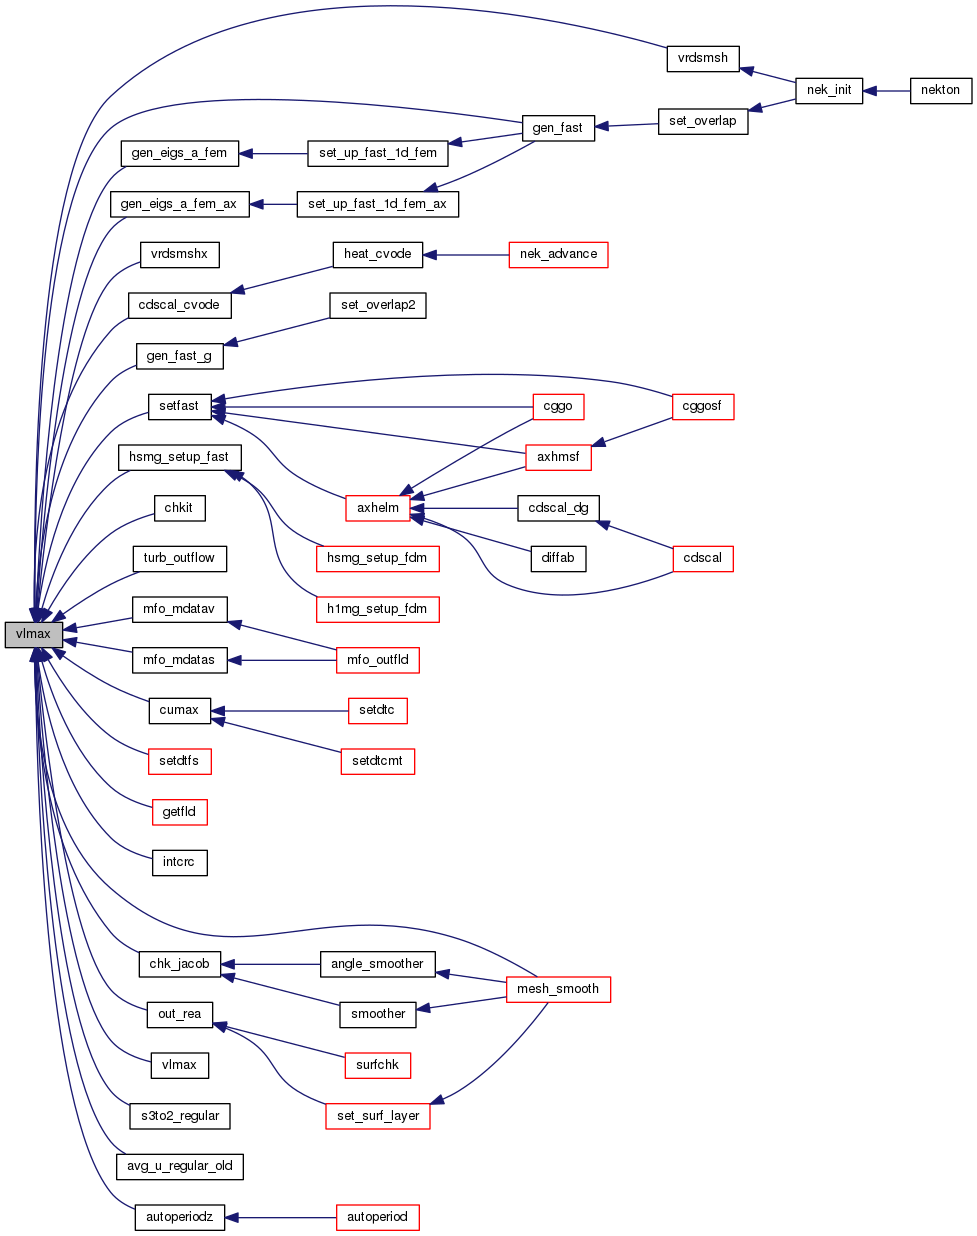 vrdsmsh
nek_init
nekton
set_overlap
gen_fast
gen_eigs_a_fem
set_up_fast_1d_fem
gen_eigs_a_fem_ax
set_up_fast_1d_fem_ax
vrdsmshx
heat_cvode
nek_advance
cdscal_cvode
set_overlap2
gen_fast_g
setfast
cggo
cggosf
hsmg_setup_fast
axhmsf
chkit
axhelm
cdscal_dg
turb_outflow
hsmg_setup_fdm
diffab
cdscal
mfo_mdatav
h1mg_setup_fdm
vlmax
mfo_mdatas
mfo_outfld
cumax
setdtc
setdtfs
setdtcmt
getfld
intcrc
chk_jacob
angle_smoother
mesh_smooth
out_rea
smoother
vlmax
surfchk
s3to2_regular
set_surf_layer
avg_u_regular_old
autoperiodz
autoperiod